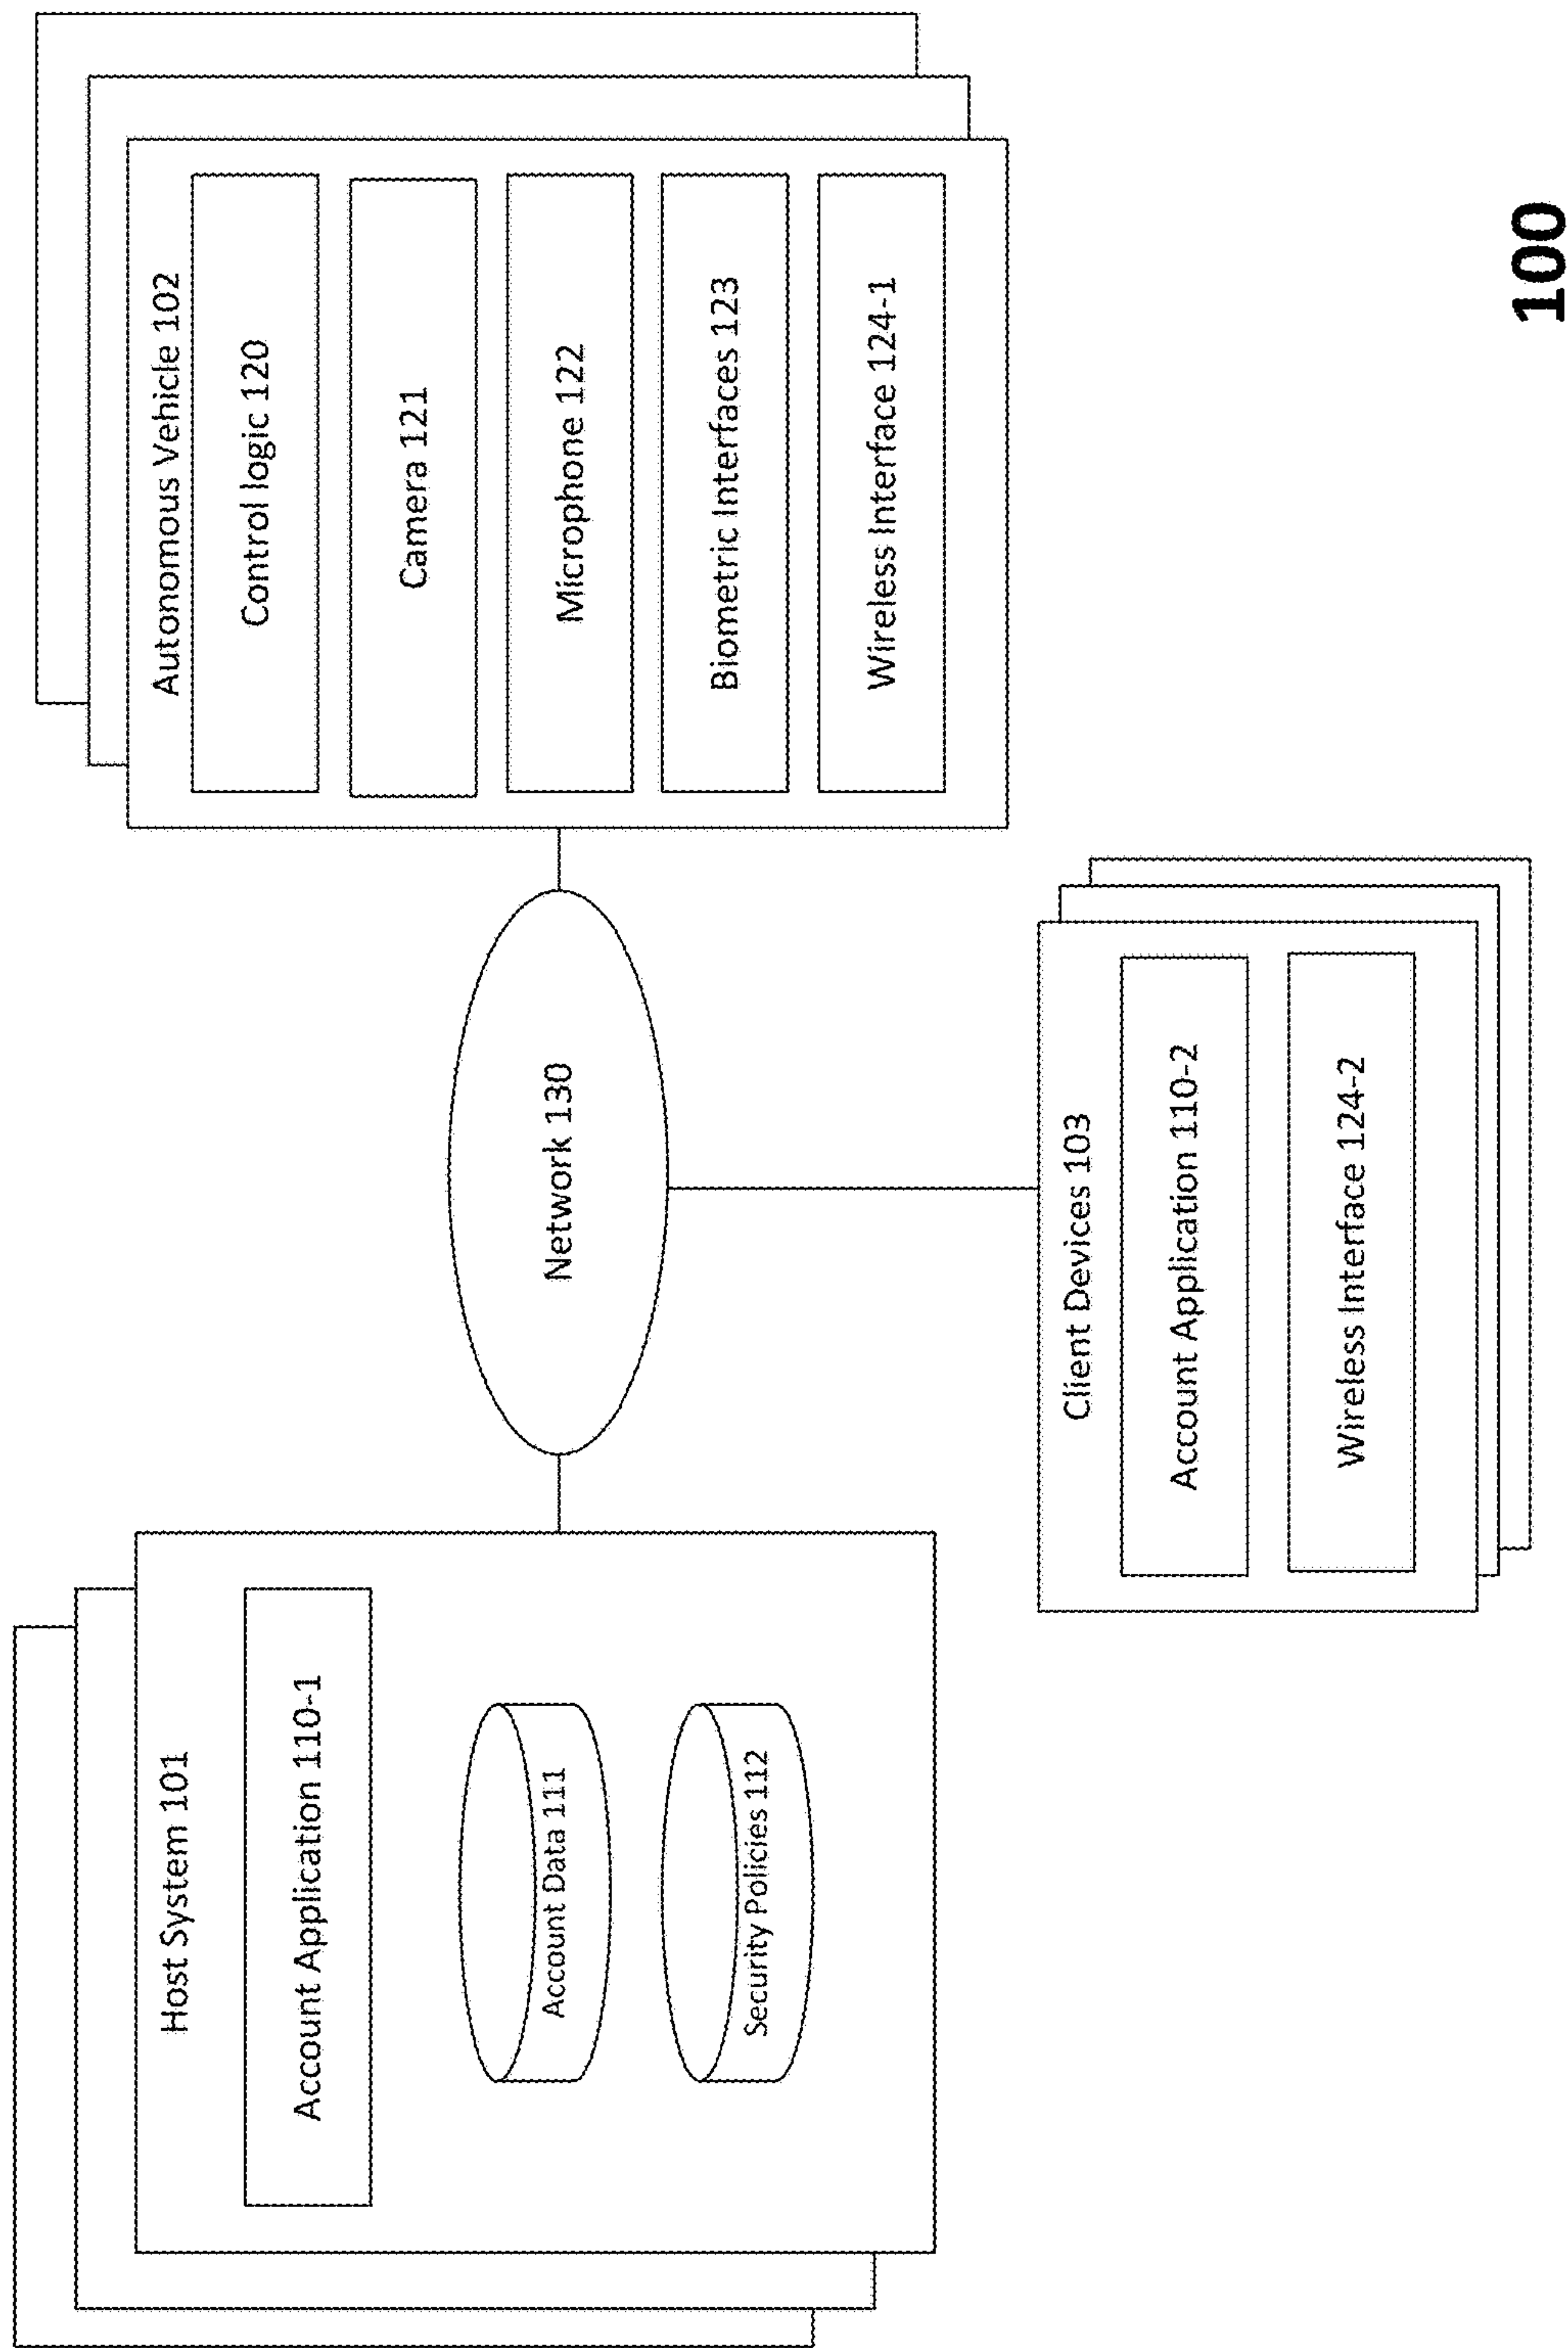 Host System 101
Account Application 110-1
Account Data 111
Security Policies 112
Network 130
Autonomous Vehicle 102
Control logic 120
Camera 121
Microphone 122
Biometric Interfaces 123
Wireless Interface 124-1
Client Devices 103
Account Application 110-2
Wireless Interface 124-2
100